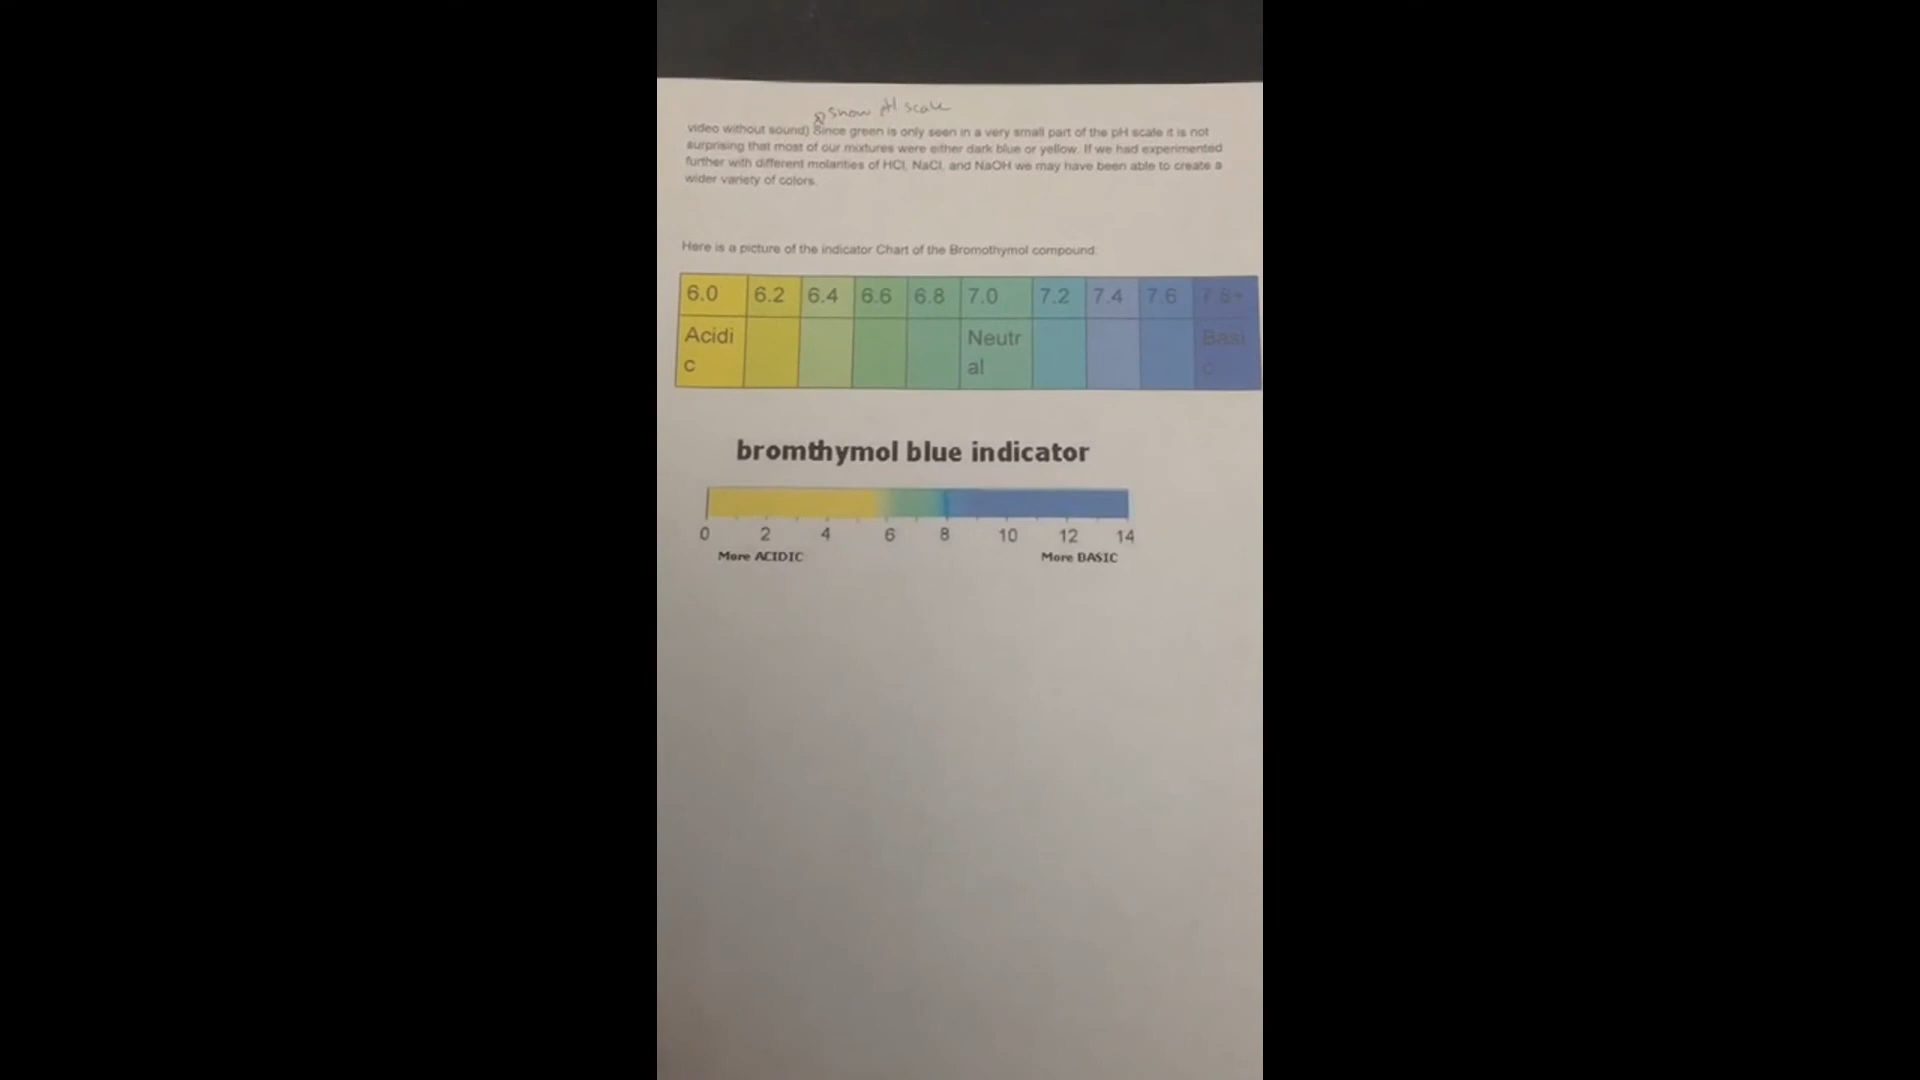 show pH scale
video without sound) Since green is only seen in a very small part of the pH scale it is not
surprising that most of our mixtures were either dark blue or yellow. If we had experimented
further with different molarities of HCl, NaCl, and NaOH we may have been able to create a
wider variety of colors.
Here is a picture of the indicator Chart of the Bromothymol compound.
6.0 6.2 6.4 6.6 6.8 7.0 7.2 7.4 7.6 7.8+
Acidi Neutr Basi
c al c
bromthymol blue indicator
0 2 4 6 8 10 12 14
More ACIDIC More BASIC